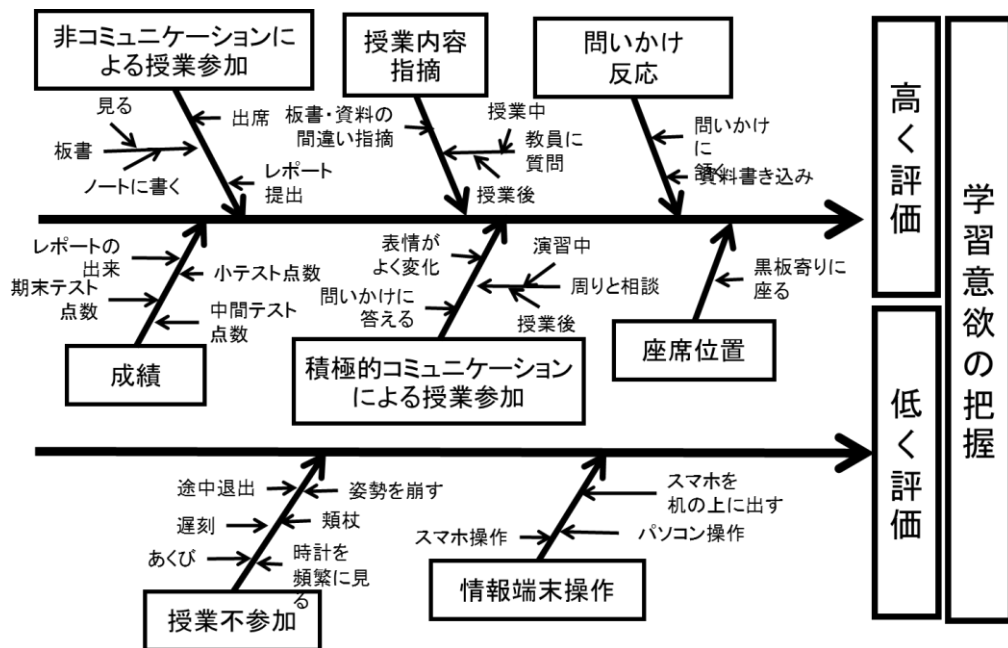 非コミュニケーションに
よる授業参加
授業内容
指摘
問いかけ
反応
見る
板書
ノートに書く
出席
レポート
提出
板書・資料の
間違い指摘
授業中
教員に
質問
授業後
問いかけ
に
頷く
資料書き込み
レポートの
出来
期末テスト
点数
小テスト点数
中間テスト
点数
成績
表情が
よく変化
問いかけに
答える
演習中
周りと相談
授業後
積極的コミュニケーション
による授業参加
黒板寄りに
座る
座席位置
高く評価
途中退出
遅刻
あくび
姿勢を崩す
頬杖
時計を
頻繁に見
る
授業不参加
スマホ操作
スマホを
机の上に出す
パソコン操作
情報端末操作
低く評価
学習意欲の把握